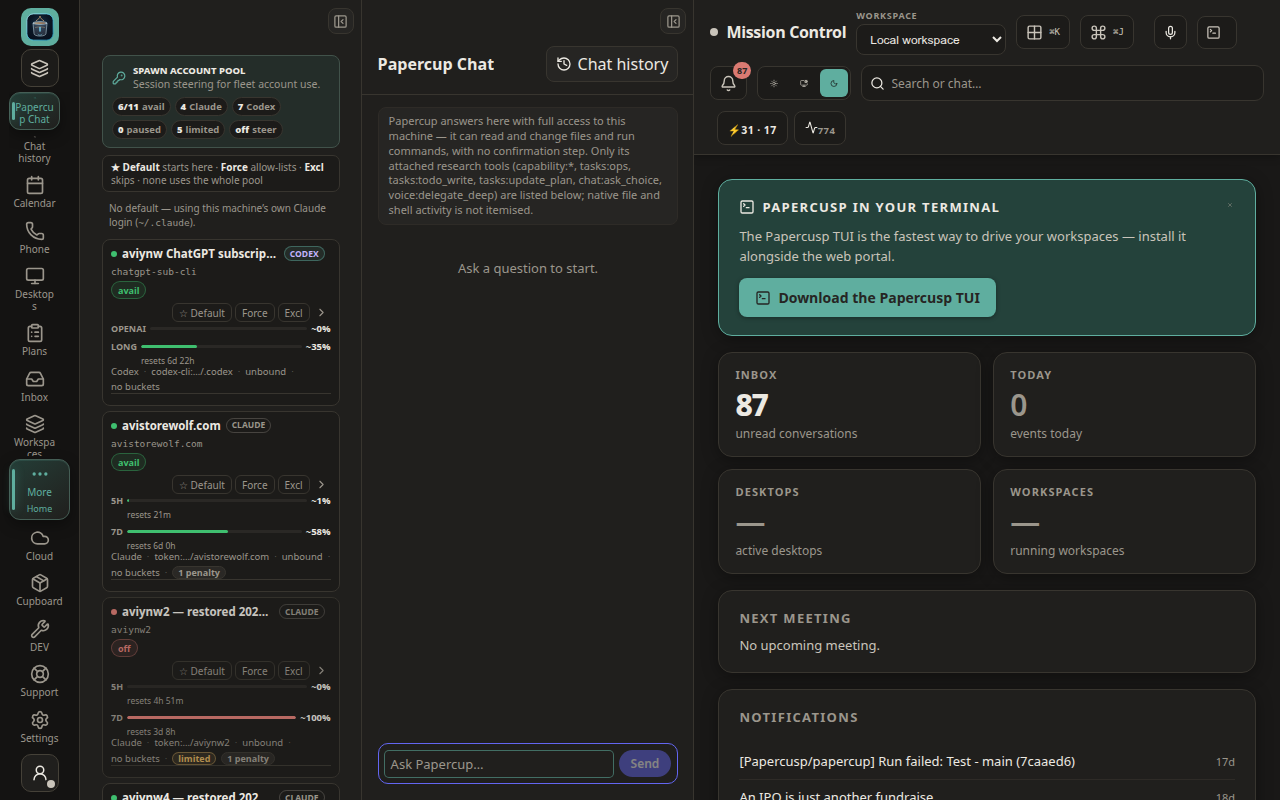 Papercu
p Chat
Chat
history
Calendar
Phone
Desktop
s
Plans
Inbox
Workspa
ces
More
Home
Cloud
Cupboard
DEV
Support
Settings
SPAWN ACCOUNT POOL
Session steering for fleet account use.
6/11 avail
4 Claude
7 Codex
0 paused
5 limited
off steer
★ Default starts here · Force allow-lists · Excl
skips · none uses the whole pool
No default — using this machine's own Claude
login (~/.claude).
aviynw ChatGPT subscrip... CODEX
chatgpt-sub-cli
avail
☆ Default Force Excl
OPENAI ~0%
LONG ~35%
resets 6d 22h
Codex · codex-cli:.../.codex · unbound ·
no buckets
avistorewolf.com CLAUDE
avistorewolf.com
avail
☆ Default Force Excl
5H ~1%
resets 21m
7D ~58%
resets 6d 0h
Claude · token:.../avistorewolf.com · unbound ·
no buckets · 1 penalty
aviynw2 — restored 202... CLAUDE
aviynw2
off
☆ Default Force Excl
5H ~0%
resets 4h 51m
7D ~100%
resets 3d 8h
Claude · token:.../aviynw2 · unbound ·
no buckets · limited 1 penalty
aviynw4 — restored 202... CLAUDE
Papercup Chat
Chat history
Papercup answers here with full access to this
machine — it can read and change files and run
commands, with no confirmation step. Only its
attached research tools (capability:*, tasks:ops,
tasks:todo_write, tasks:update_plan, chat:ask_choice,
voice:delegate_deep) are listed below; native file and
shell activity is not itemised.
Ask a question to start.
Ask Papercup...
Send
Mission Control
WORKSPACE
Local workspace
⌘K
⌘J
87
Search or chat...
⚡31 · 17
774
PAPERCUSP IN YOUR TERMINAL
×
The Papercusp TUI is the fastest way to drive your workspaces — install it
alongside the web portal.
Download the Papercusp TUI
INBOX
87
unread conversations
TODAY
0
events today
DESKTOPS
—
active desktops
WORKSPACES
—
running workspaces
NEXT MEETING
No upcoming meeting.
NOTIFICATIONS
[Papercusp/papercup] Run failed: Test - main (7caaed6) 17d
An IPO is just another fundraise 18d